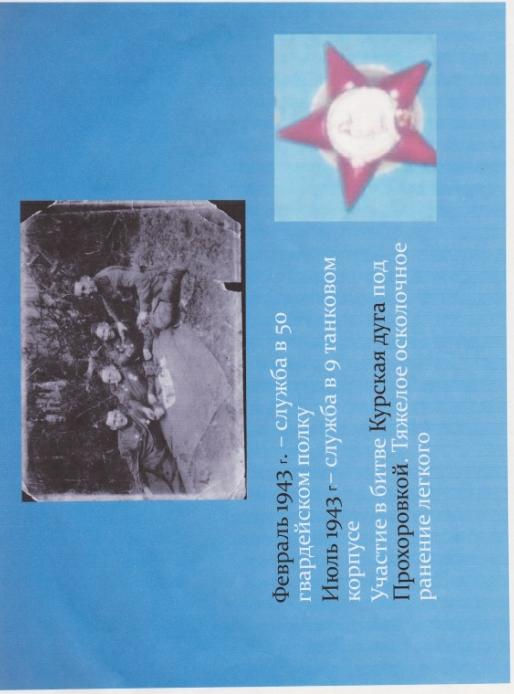 Февраль 1943 г. – служба в 50
гвардейском полку
Июль 1943 г – служба в 9 танковом
корпусе
Участие в битве Курская дуга под
Прохоровкой. Тяжелое осколочное
ранение легкого